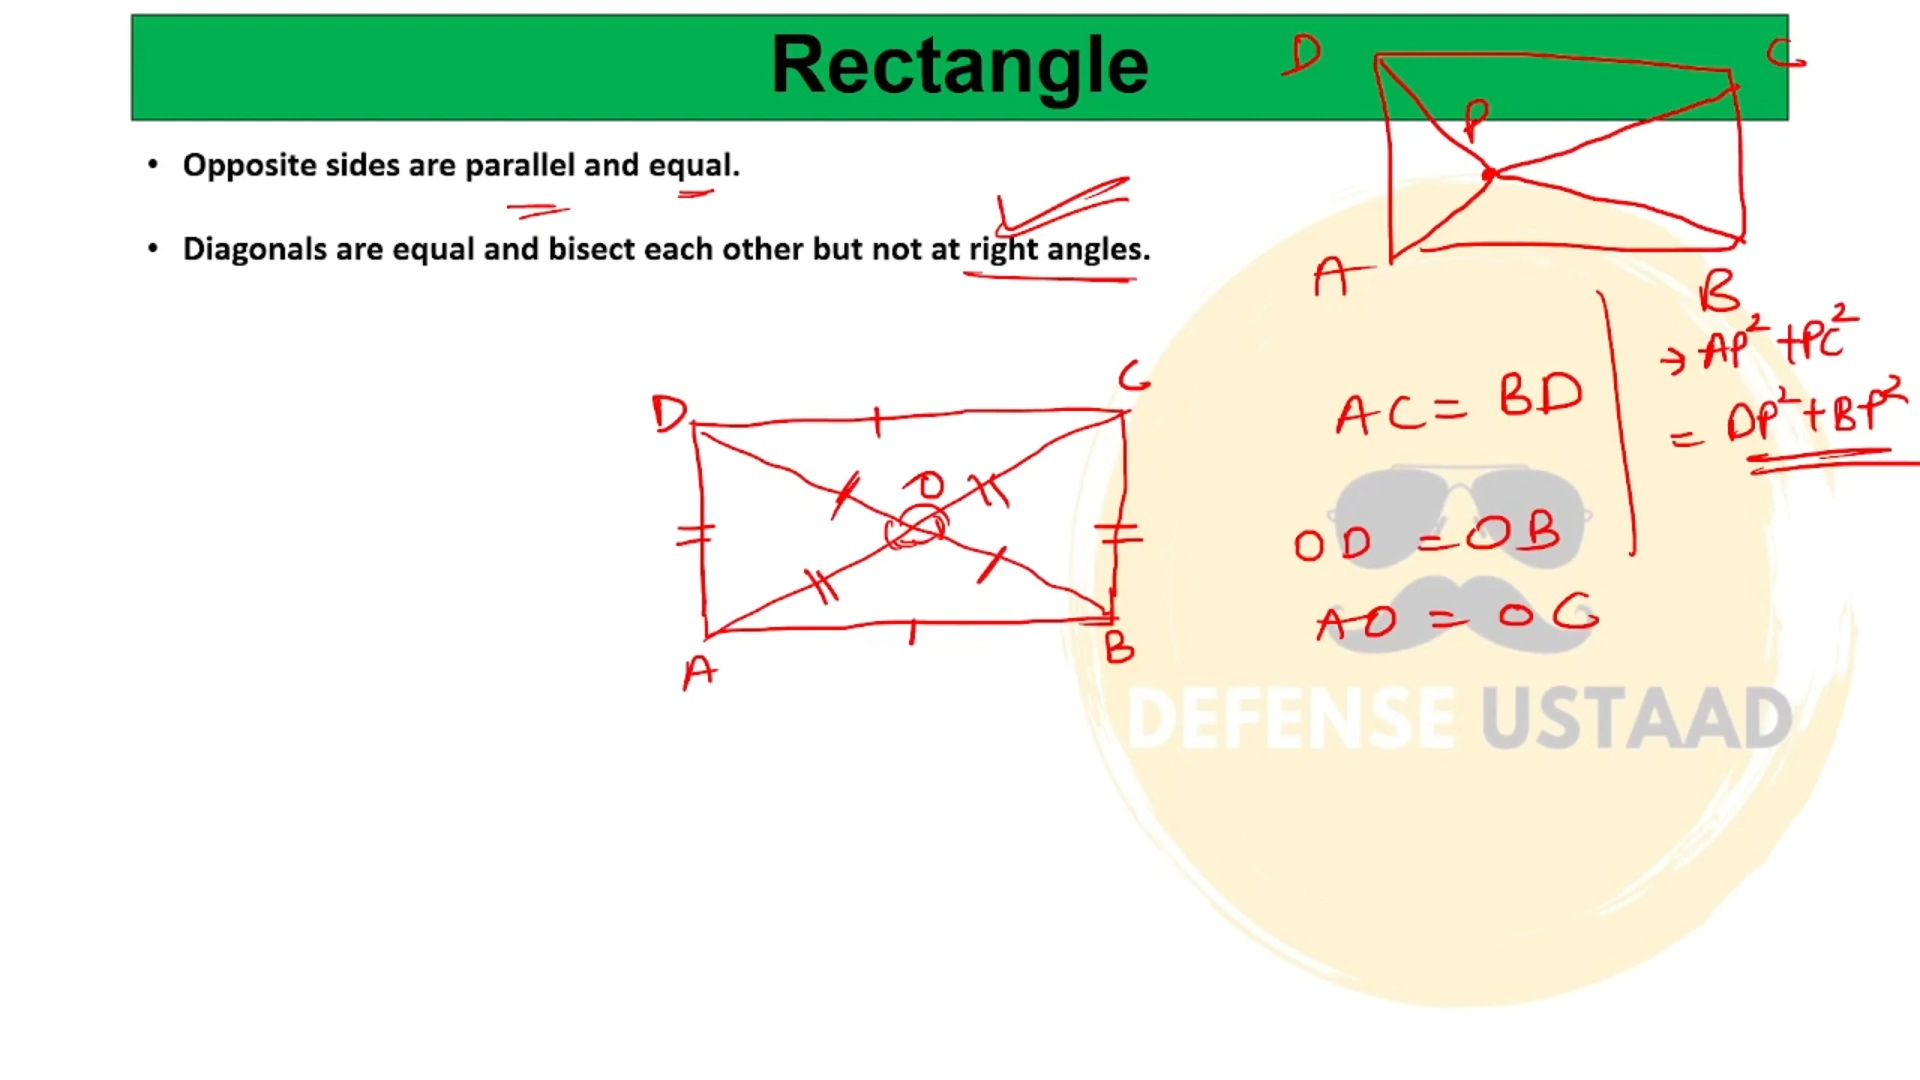 Rectangle
D
C
P
• Opposite sides are parallel and equal.
• Diagonals are equal and bisect each other but not at right angles.
A
B
→ AP² + PC²
= DP² + BP²
AC = BD
D
C
O
OD = OB
AO = OC
A
B
DEFENSE USTAAD